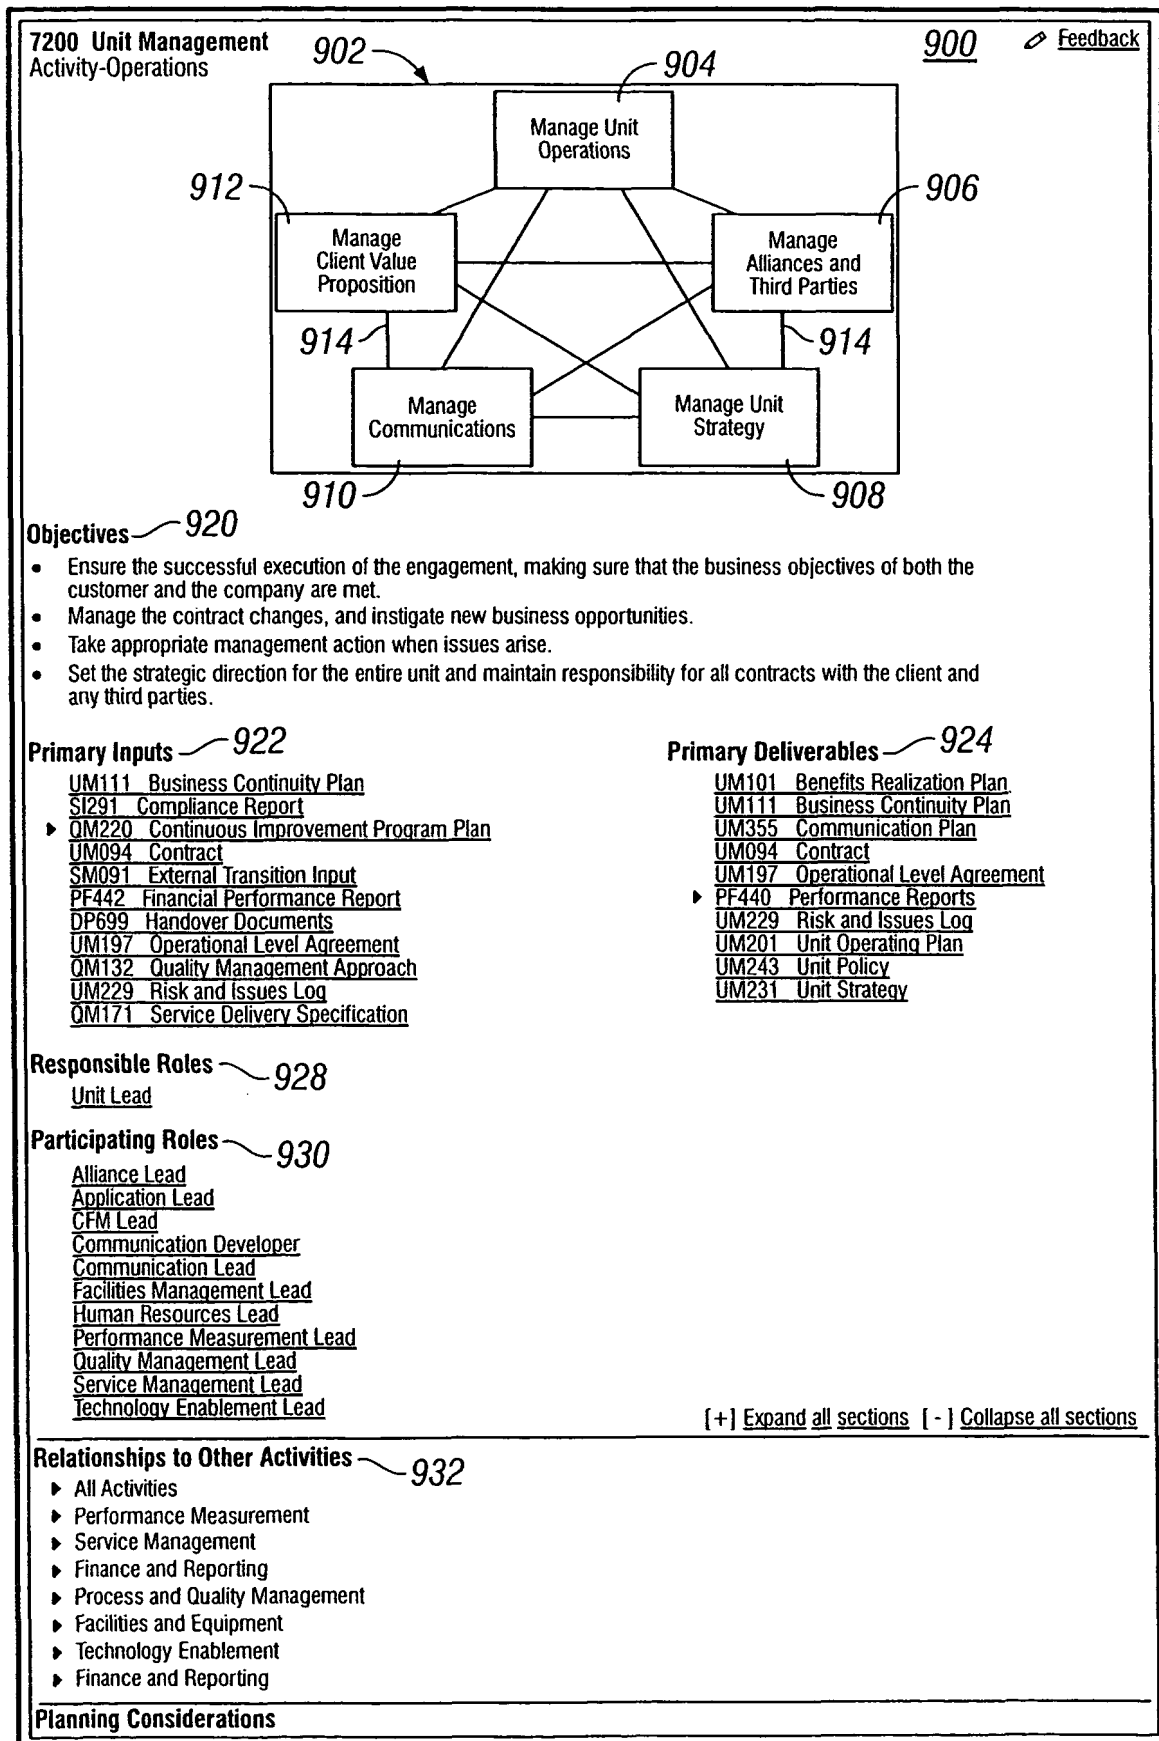 7200 Unit Management
Activity-Operations
900
Feedback
902
904
Manage Unit
Operations
912
906
Manage
Client Value
Proposition
Manage
Alliances and
Third Parties
914
914
Manage
Communications
Manage Unit
Strategy
910
908
Objectives 920
• Ensure the successful execution of the engagement, making sure that the business objectives of both the
customer and the company are met.
• Manage the contract changes, and instigate new business opportunities.
• Take appropriate management action when issues arise.
• Set the strategic direction for the entire unit and maintain responsibility for all contracts with the client and
any third parties.
Primary Inputs 922
UM111 Business Continuity Plan
SI291 Compliance Report
QM220 Continuous Improvement Program Plan
UM094 Contract
SM091 External Transition Input
PF442 Financial Performance Report
DP699 Handover Documents
UM197 Operational Level Agreement
QM132 Quality Management Approach
UM229 Risk and Issues Log
QM171 Service Delivery Specification
Primary Deliverables 924
UM101 Benefits Realization Plan
UM111 Business Continuity Plan
UM355 Communication Plan
UM094 Contract
UM197 Operational Level Agreement
PF440 Performance Reports
UM229 Risk and Issues Log
UM201 Unit Operating Plan
UM243 Unit Policy
UM231 Unit Strategy
Responsible Roles 928
Unit Lead
Participating Roles 930
Alliance Lead
Application Lead
CFM Lead
Communication Developer
Communication Lead
Facilities Management Lead
Human Resources Lead
Performance Measurement Lead
Quality Management Lead
Service Management Lead
Technology Enablement Lead
[+] Expand all sections [-] Collapse all sections
Relationships to Other Activities 932
All Activities
Performance Measurement
Service Management
Finance and Reporting
Process and Quality Management
Facilities and Equipment
Technology Enablement
Finance and Reporting
Planning Considerations